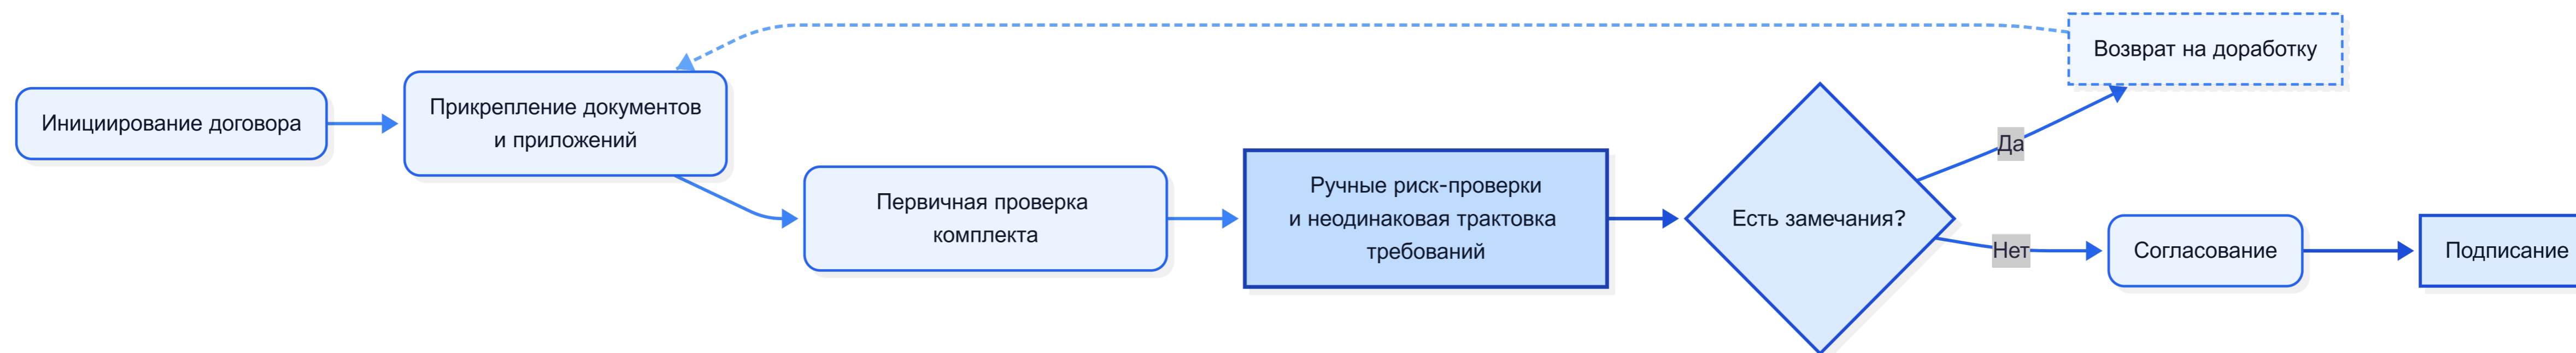 Инициирование договора
Прикрепление документов
и приложений
Первичная проверка
комплекта
Ручные риск-проверки
и неодинаковая трактовка
требований
Есть замечания?
Да
Возврат на доработку
Нет
Согласование
Подписание